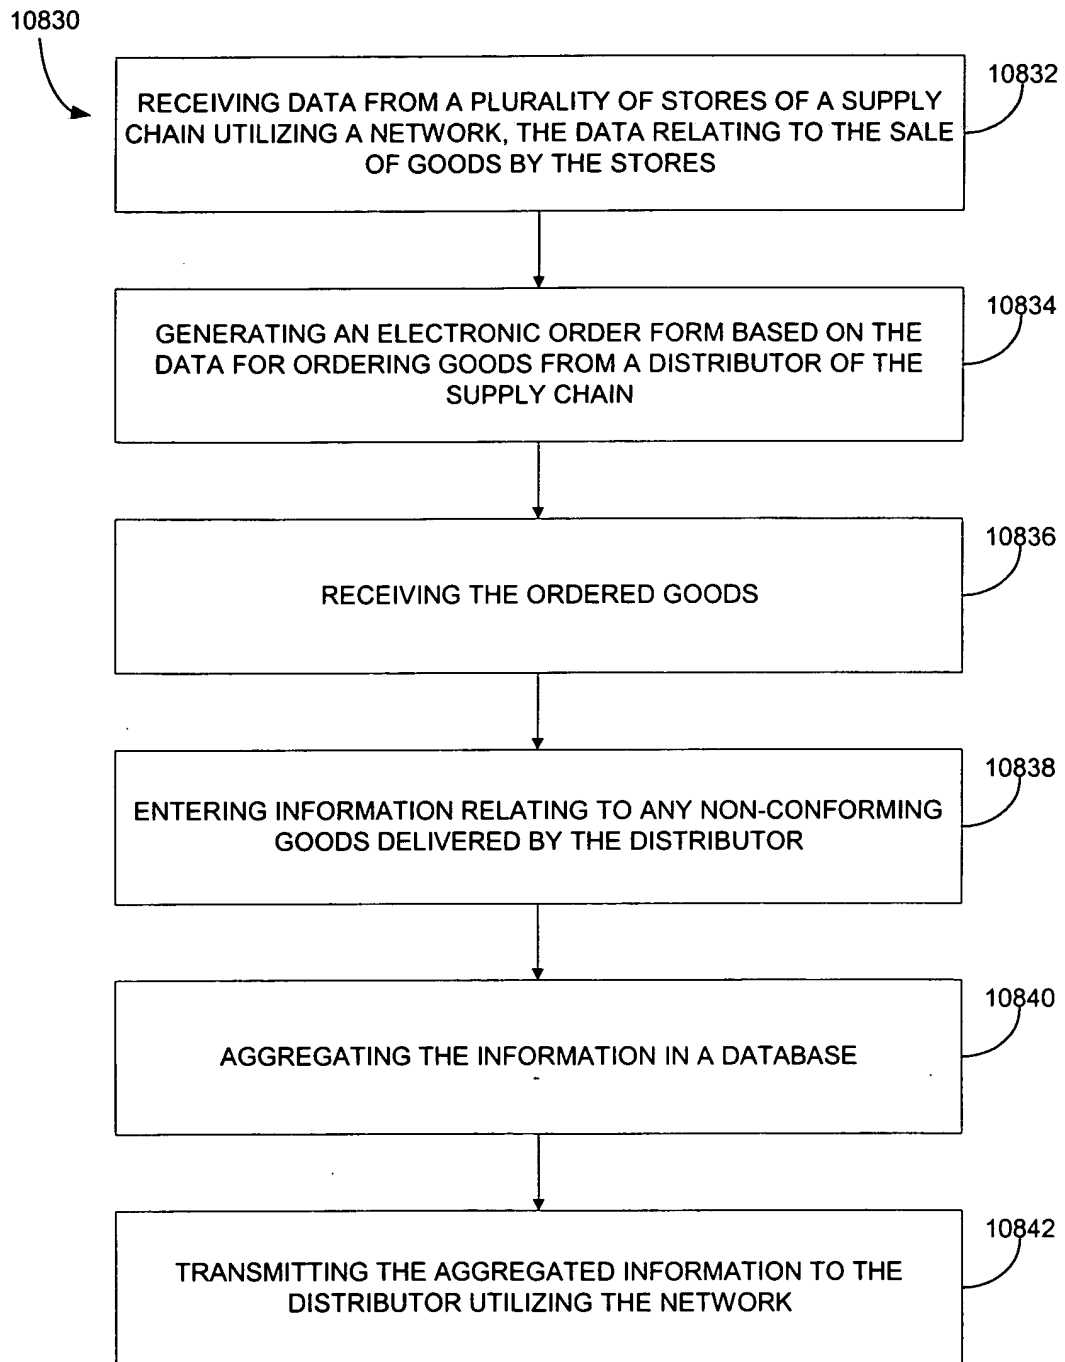 10830
10832
RECEIVING DATA FROM A PLURALITY OF STORES OF A SUPPLY
CHAIN UTILIZING A NETWORK, THE DATA RELATING TO THE SALE
OF GOODS BY THE STORES
10834
GENERATING AN ELECTRONIC ORDER FORM BASED ON THE
DATA FOR ORDERING GOODS FROM A DISTRIBUTOR OF THE
SUPPLY CHAIN
10836
RECEIVING THE ORDERED GOODS
10838
ENTERING INFORMATION RELATING TO ANY NON-CONFORMING
GOODS DELIVERED BY THE DISTRIBUTOR
10840
AGGREGATING THE INFORMATION IN A DATABASE
10842
TRANSMITTING THE AGGREGATED INFORMATION TO THE
DISTRIBUTOR UTILIZING THE NETWORK